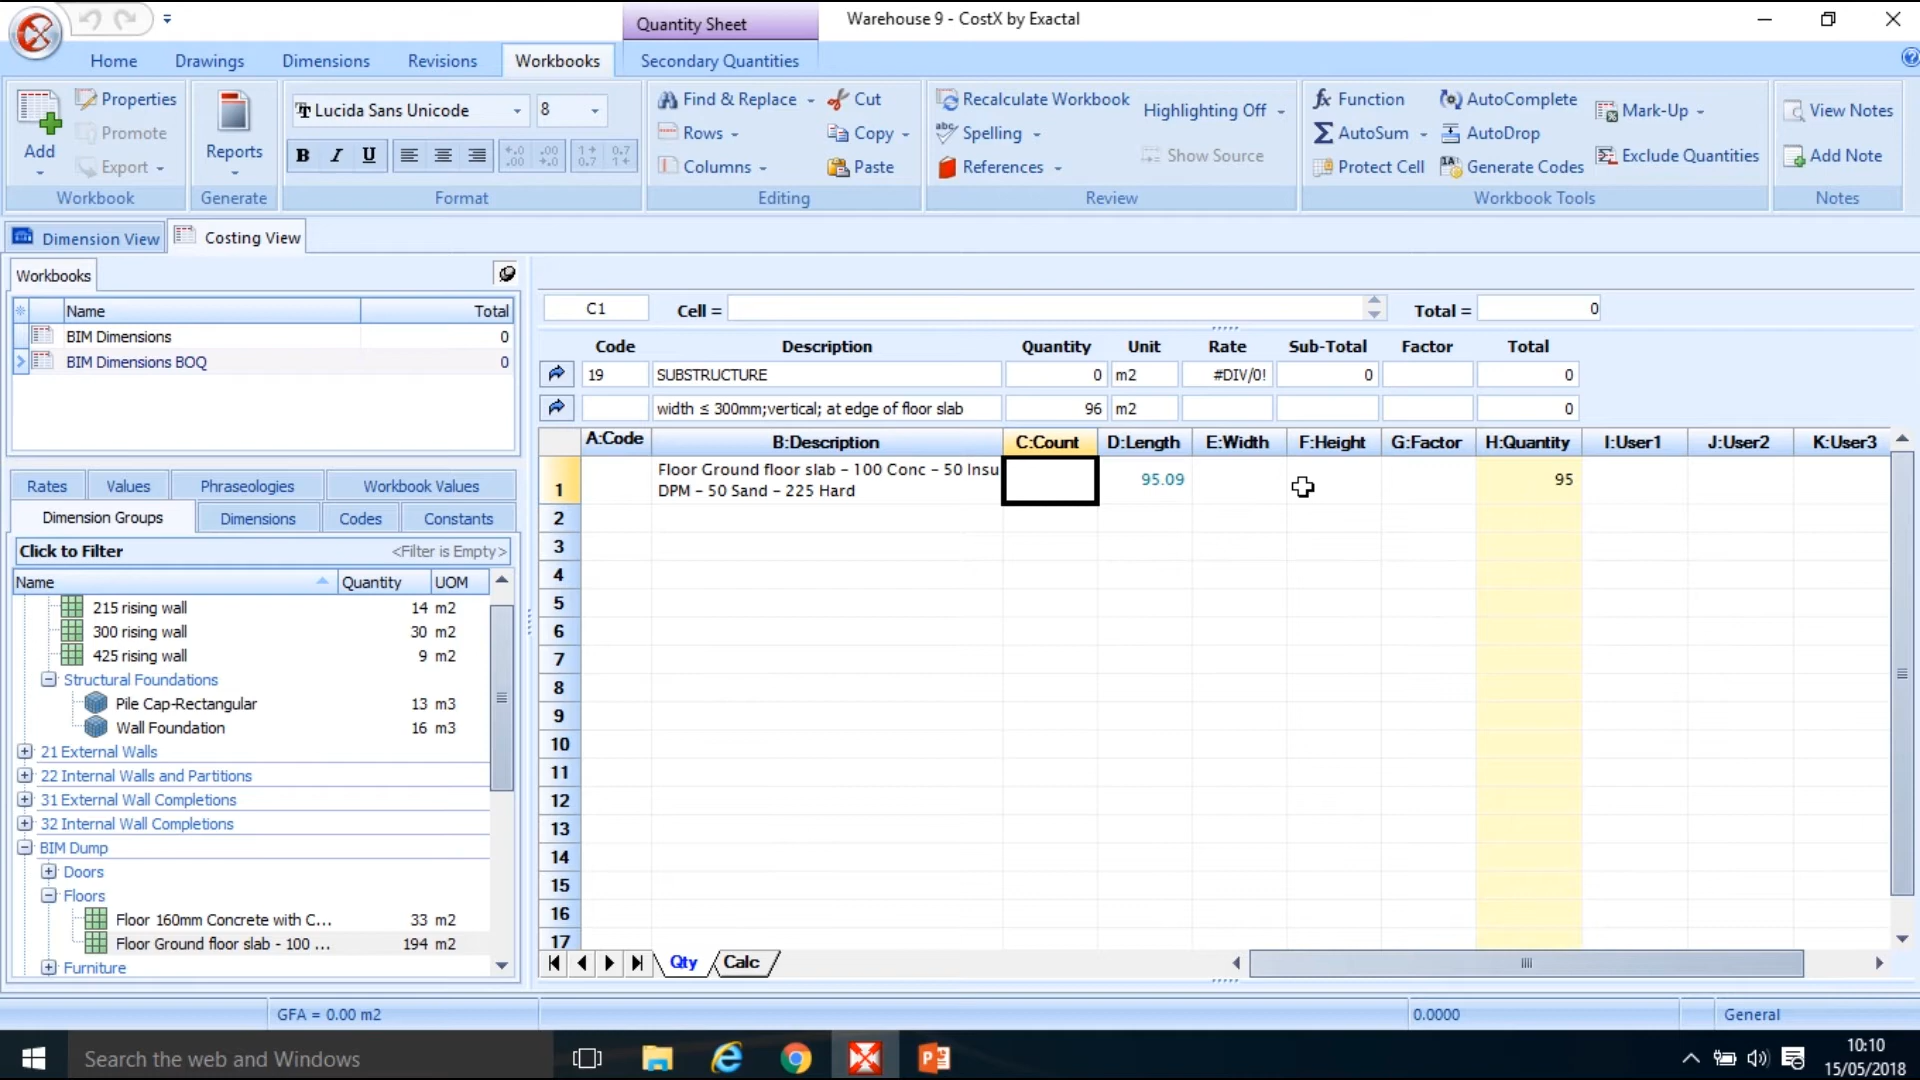 Quantity Sheet
Warehouse 9 - CostX by Exactal
Home Drawings Dimensions Revisions Workbooks Secondary Quantities
Add
Properties
Promote
Export
Workbook
Reports
Generate
Lucida Sans Unicode 8
B I U
Format
Find & Replace Cut
Rows Copy
Columns Paste
Editing
Recalculate Workbook Highlighting Off
Spelling
References Show Source
Review
Function AutoComplete Mark-Up
AutoSum AutoDrop
Protect Cell Generate Codes Exclude Quantities
Workbook Tools
View Notes
Add Note
Notes
Dimension View Costing View
Workbooks
Name Total
BIM Dimensions 0
BIM Dimensions BOQ 0
Rates Values Phraseologies Workbook Values
Dimension Groups Dimensions Codes Constants
Click to Filter <Filter is Empty>
Name Quantity UOM
215 rising wall 14 m2
300 rising wall 30 m2
425 rising wall 9 m2
Structural Foundations
Pile Cap-Rectangular 13 m3
Wall Foundation 16 m3
21 External Walls
22 Internal Walls and Partitions
31 External Wall Completions
32 Internal Wall Completions
BIM Dump
Doors
Floors
Floor 160mm Concrete with C... 33 m2
Floor Ground floor slab - 100 ... 194 m2
Furniture
C1 Cell = Total = 0
Code Description Quantity Unit Rate Sub-Total Factor Total
19 SUBSTRUCTURE 0 m2 #DIV/0! 0 0
width ≤ 300mm;vertical; at edge of floor slab 96 m2 0
A:Code B:Description C:Count D:Length E:Width F:Height G:Factor H:Quantity I:User1 J:User2 K:User3
1 Floor Ground floor slab - 100 Conc - 50 Insu 95.09 95
DPM - 50 Sand - 225 Hard
2
3
4
5
6
7
8
9
10
11
12
13
14
15
16
17
Qty Calc
GFA = 0.00 m2 0.0000 General
Search the web and Windows
10:10
15/05/2018